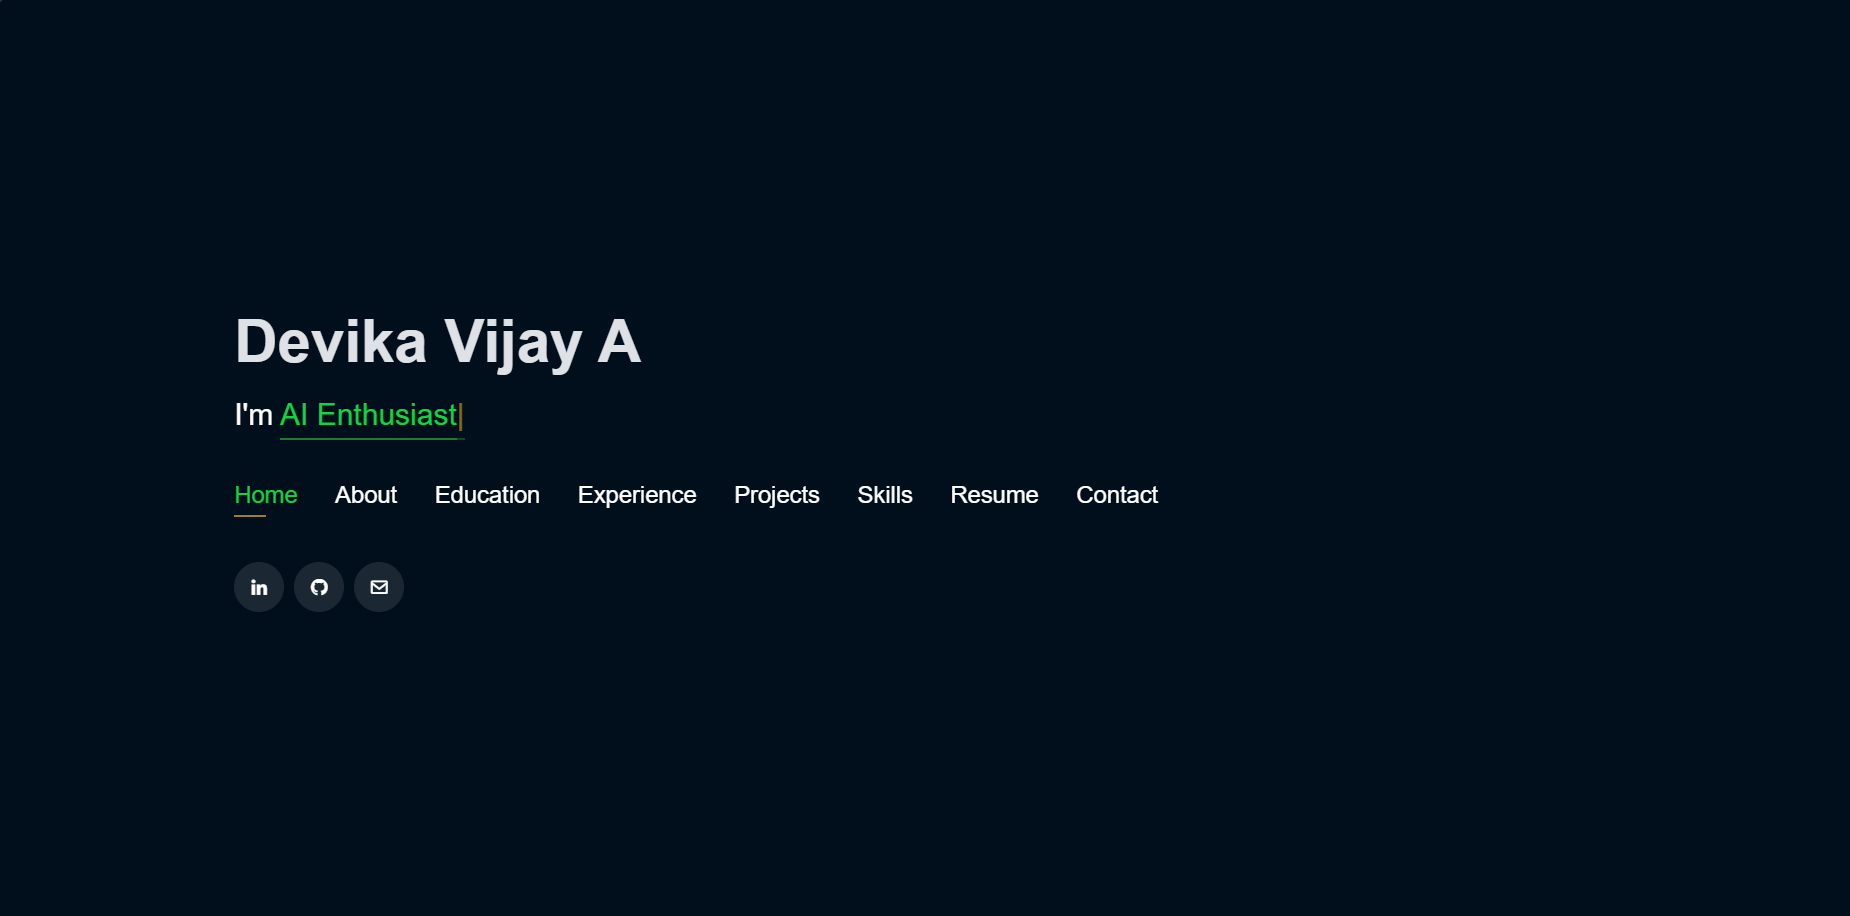 Devika Vijay A
I'm AI Enthusiast|
Home About Education Experience Projects Skills Resume Contact
in